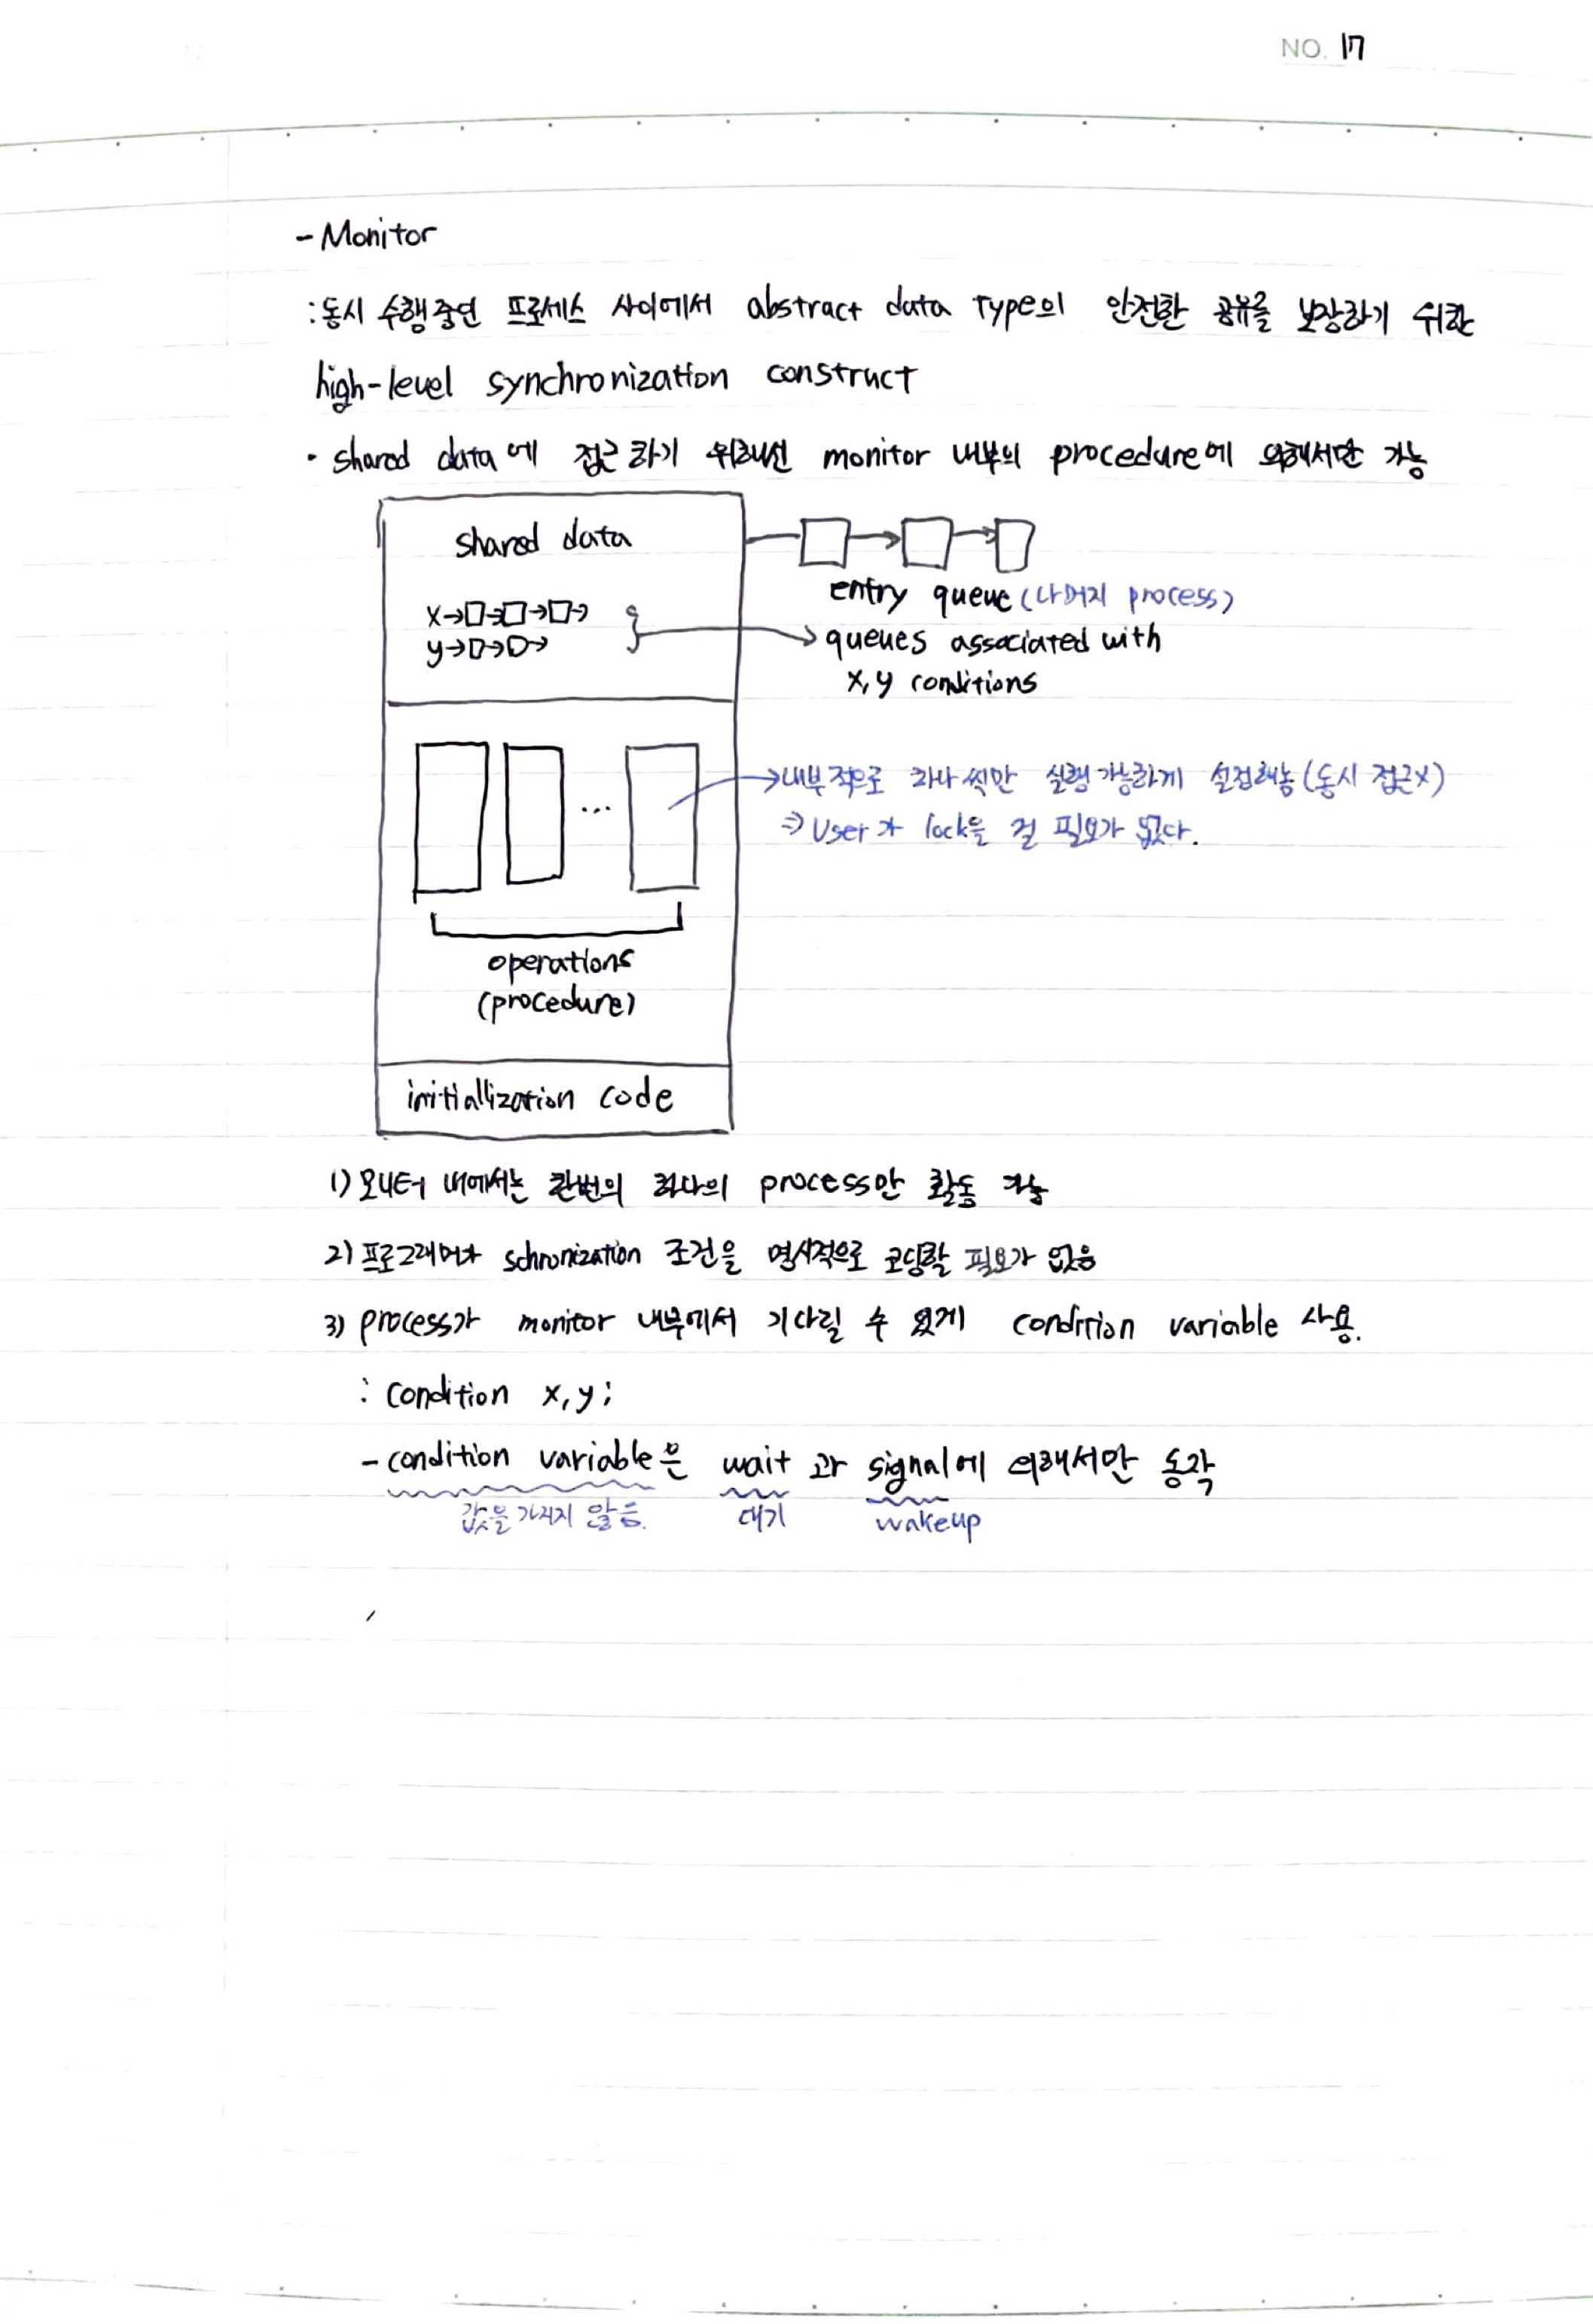 NO. 17
- Monitor
: 동시 수행중인 프로세스 사이에서 abstract data type의 안전한 공유를 보장하기 위한
high-level synchronization construct
• shared data에 접근하기 위해선 monitor 내부의 procedure에 의해서만 가능
shared data
entry queue (나머지 process)
x→□→□→□→
y→□→□→
queues associated with
x, y conditions
→내부적으로 하나씩만 실행가능하게 설정해놓음(동시 접근x)
...
⇒ User가 lock을 걸 필요가 없다.
operations
(procedure)
initiallization code
1) 모니터 내에서는 한번의 하나의 process만 활동 가능
2) 프로그래머가 schronization 조건을 명시적으로 코딩할 필요가 없음
3) process가 monitor 내부에서 기다릴 수 있게 condition variable 사용.
: condition x, y;
- condition variable은 wait 과 signal에 의해서만 동작
값을 가지지 않음. 대기 wakeup